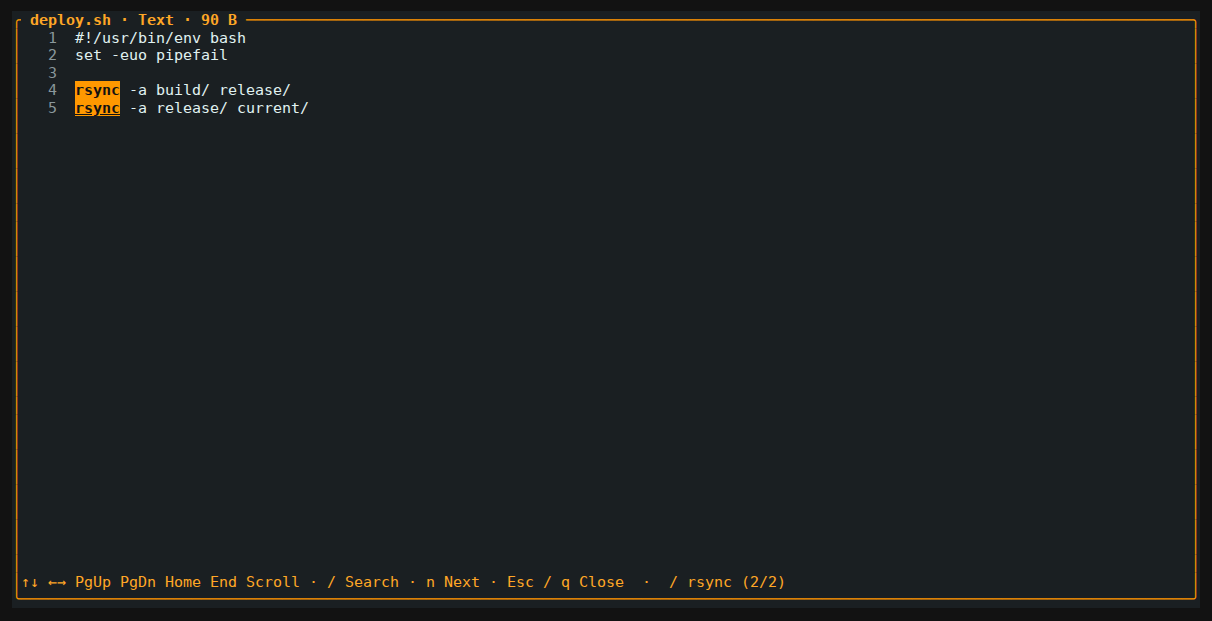 deploy.sh · Text · 90 B
1 #!/usr/bin/env bash
2 set -euo pipefail
3
4 rsync -a build/ release/
5 rsync -a release/ current/
↑↓ ←→ PgUp PgDn Home End Scroll · / Search · n Next · Esc / q Close · / rsync (2/2)